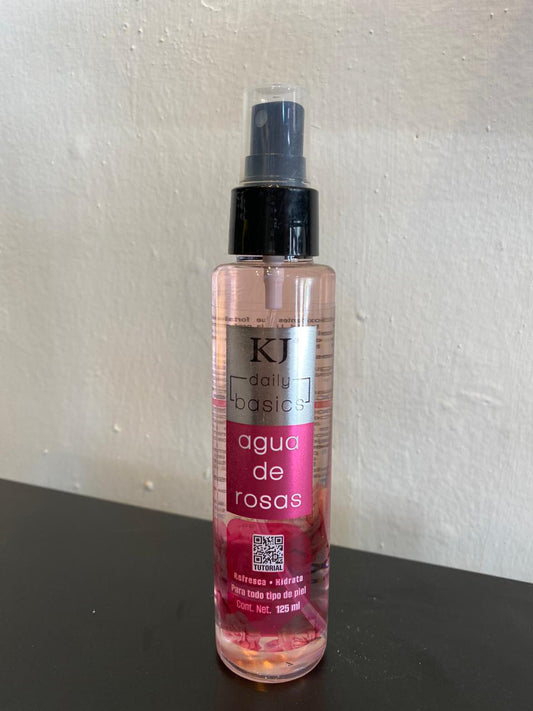 KJ
daily
basics
agua
de
rosas
TUTORIAL
Refresca • Hidrata
Para todo tipo de piel
Cont. Net. 125 ml